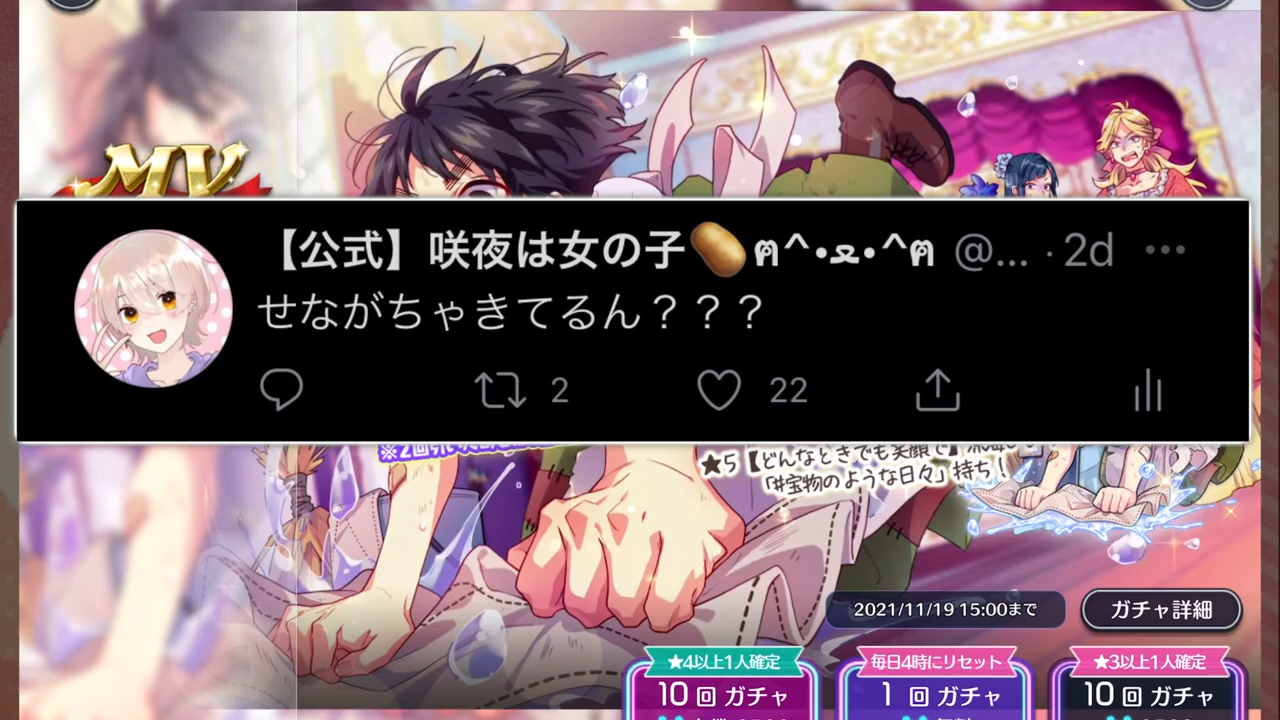 MV
【公式】咲夜は女の子🥔ฅ^•ﻌ•^ฅ @... · 2d ···
せながちゃきてるん？？？
2 22
★5【どんなときでも笑顔で】
「#宝物のような日々」持ち！
2021/11/19 15:00まで
ガチャ詳細
★4以上1人確定
10回 ガチャ
毎日4時にリセット
1 回 ガチャ
★3以上1人確定
10回 ガチャ